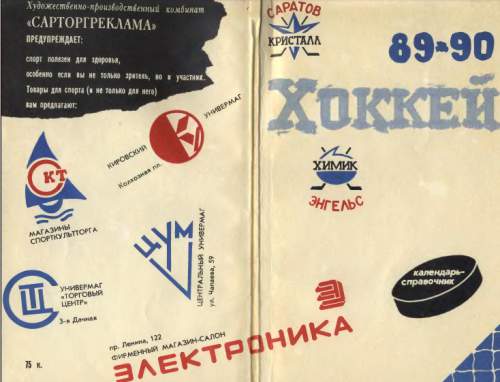 Художественно-производственный комбинат
«САРТОРГРЕКЛАМА»
ПРЕДУПРЕЖДАЕТ:
спорт полезен для здоровья,
особенно если вы не только зритель, но и участник.
Товары для спорта (и не только для него)
вам предлагают:
СКТ
МАГАЗИНЫ
СПОРТКУЛЬТТОРГА
КИРОВСКИЙ
УНИВЕРМАГ
Колхозная пл.
ЦУМ
ЦЕНТРАЛЬНЫЙ УНИВЕРМАГ
ул. Чапаева, 59
УНИВЕРМАГ
"ТОРГОВЫЙ
ЦЕНТР"
3-я Дачная
пр. Ленина, 122
ФИРМЕННЫЙ МАГАЗИН-САЛОН
ЭЛЕКТРОНИКА
75 к.
САРАТОВ
КРИСТАЛЛ
89-90
ХОККЕЙ
ХИМИК
ЭНГЕЛЬС
календарь-
справочник